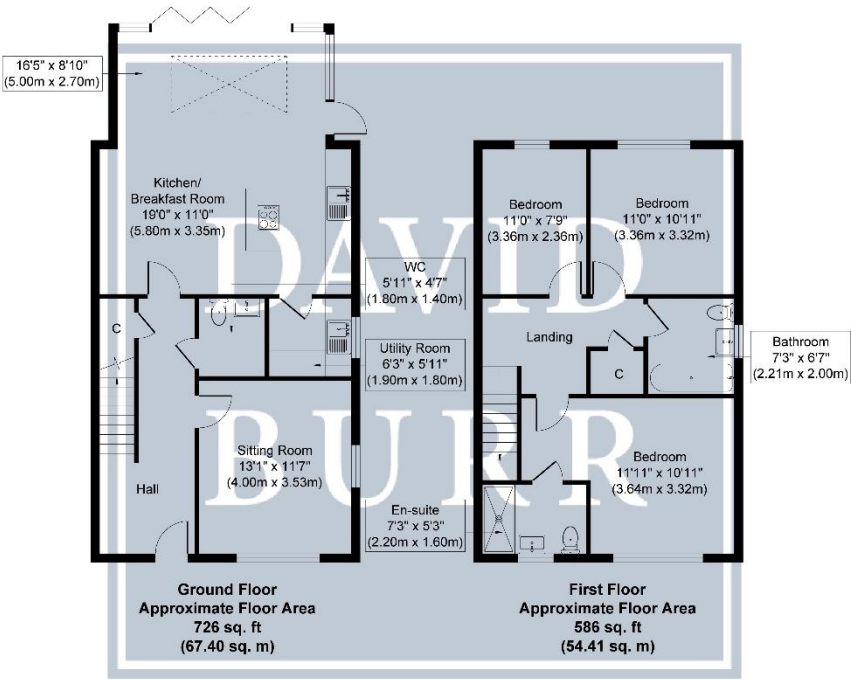 16'5" x 8'10"
(5.00m x 2.70m)
Kitchen/
Breakfast Room
19'0" x 11'0"
(5.80m x 3.35m)
WC
5'11" x 4'7"
(1.80m x 1.40m)
C
Utility Room
6'3" x 5'11"
(1.90m x 1.80m)
Sitting Room
13'1" x 11'7"
(4.00m x 3.53m)
Hall
En-suite
7'3" x 5'3"
(2.20m x 1.60m)
Bedroom
11'0" x 7'9"
(3.36m x 2.36m)
Bedroom
11'0" x 10'11"
(3.36m x 3.32m)
Landing
C
Bathroom
7'3" x 6'7"
(2.21m x 2.00m)
Bedroom
11'11" x 10'11"
(3.64m x 3.32m)
DAVID
BURR
Ground Floor
Approximate Floor Area
726 sq. ft
(67.40 sq. m)
First Floor
Approximate Floor Area
586 sq. ft
(54.41 sq. m)